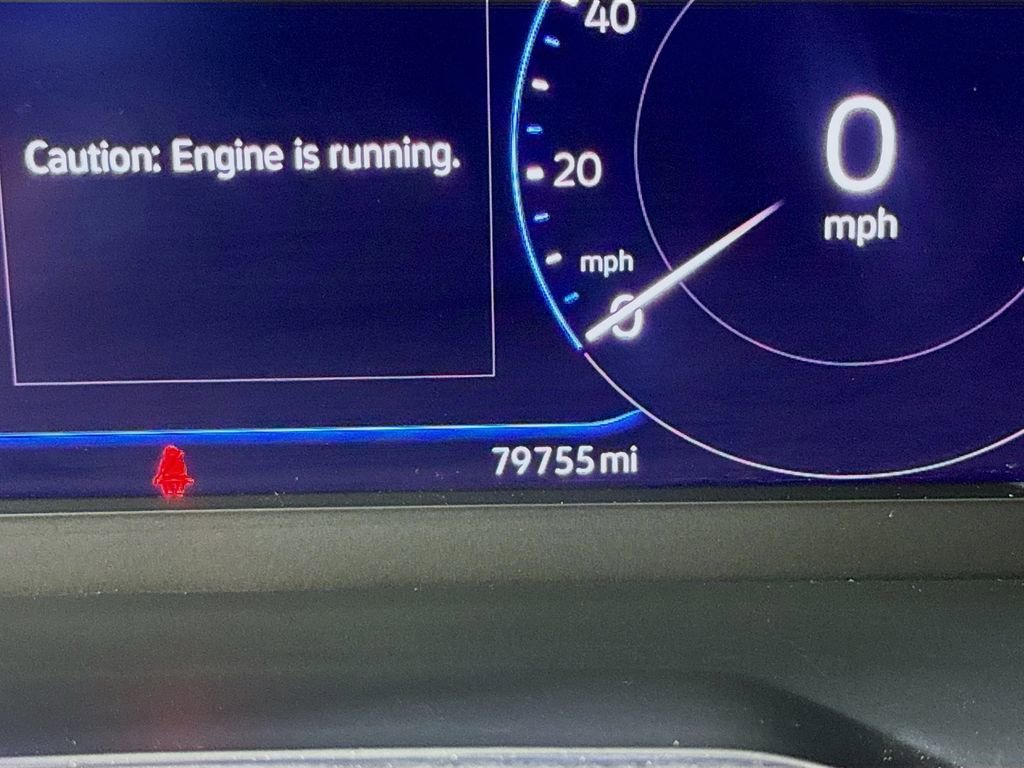 40
Caution: Engine is running.
20
0
mph
mph
0
79755 mi